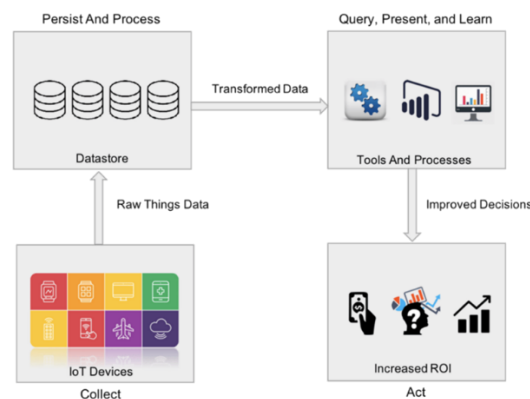 Persist And Process
Query, Present, and Learn
Transformed Data
Datastore
Tools And Processes
Raw Things Data
Improved Decisions
IoT Devices
Increased ROI
Collect
Act